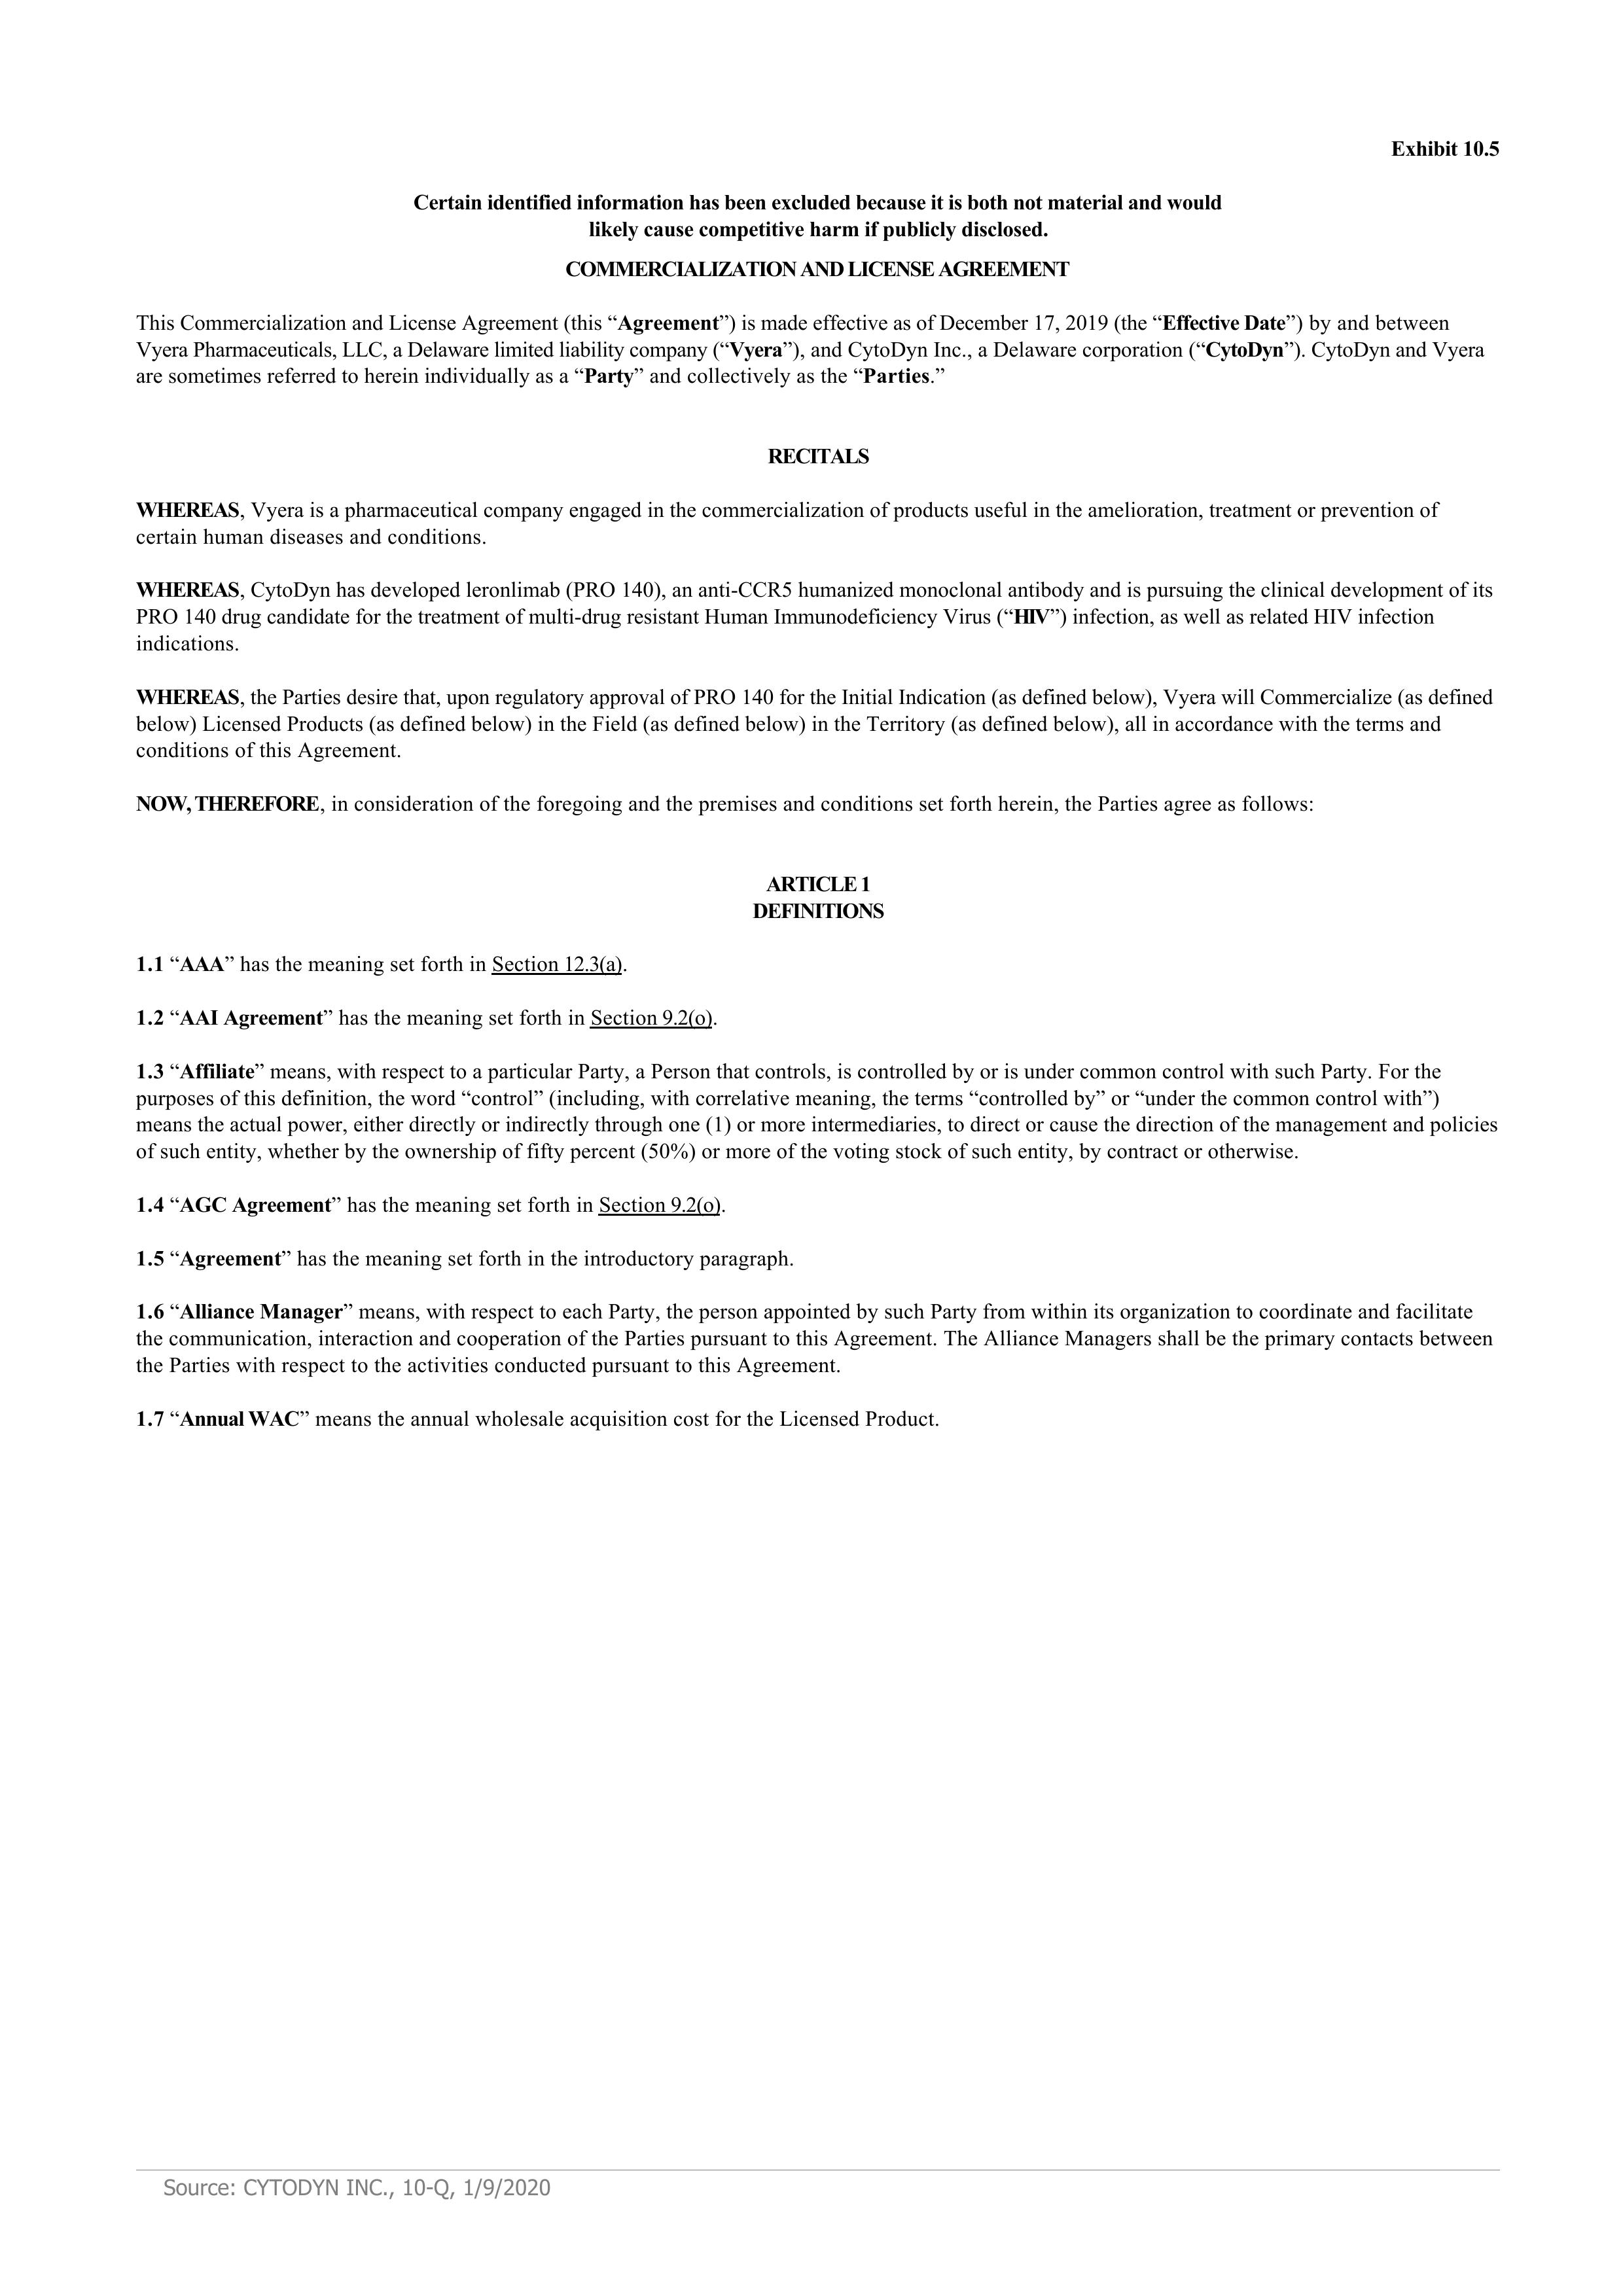 Exhibit 10.5
Certain identified information has been excluded because it is both not material and would
likely cause competitive harm if publicly disclosed.
COMMERCIALIZATION AND LICENSE AGREEMENT
This Commercialization and License Agreement (this “Agreement”) is made effective as of December 17, 2019 (the “Effective Date”) by and between
Vyera Pharmaceuticals, LLC, a Delaware limited liability company (“Vyera”), and CytoDyn Inc., a Delaware corporation (“CytoDyn”). CytoDyn and Vyera
are sometimes referred to herein individually as a “Party” and collectively as the “Parties.”
RECITALS
WHEREAS, Vyera is a pharmaceutical company engaged in the commercialization of products useful in the amelioration, treatment or prevention of
certain human diseases and conditions.
WHEREAS, CytoDyn has developed leronlimab (PRO 140), an anti-CCR5 humanized monoclonal antibody and is pursuing the clinical development of its
PRO 140 drug candidate for the treatment of multi-drug resistant Human Immunodeficiency Virus (“HIV”) infection, as well as related HIV infection
indications.
WHEREAS, the Parties desire that, upon regulatory approval of PRO 140 for the Initial Indication (as defined below), Vyera will Commercialize (as defined
below) Licensed Products (as defined below) in the Field (as defined below) in the Territory (as defined below), all in accordance with the terms and
conditions of this Agreement.
NOW, THEREFORE, in consideration of the foregoing and the premises and conditions set forth herein, the Parties agree as follows:
ARTICLE 1
DEFINITIONS
1.1 “AAA” has the meaning set forth in Section 12.3(a).
1.2 “AAI Agreement” has the meaning set forth in Section 9.2(o).
1.3 “Affiliate” means, with respect to a particular Party, a Person that controls, is controlled by or is under common control with such Party. For the
purposes of this definition, the word “control” (including, with correlative meaning, the terms “controlled by” or “under the common control with”)
means the actual power, either directly or indirectly through one (1) or more intermediaries, to direct or cause the direction of the management and policies
of such entity, whether by the ownership of fifty percent (50%) or more of the voting stock of such entity, by contract or otherwise.
1.4 “AGC Agreement” has the meaning set forth in Section 9.2(o).
1.5 “Agreement” has the meaning set forth in the introductory paragraph.
1.6 “Alliance Manager” means, with respect to each Party, the person appointed by such Party from within its organization to coordinate and facilitate
the communication, interaction and cooperation of the Parties pursuant to this Agreement. The Alliance Managers shall be the primary contacts between
the Parties with respect to the activities conducted pursuant to this Agreement.
1.7 “Annual WAC” means the annual wholesale acquisition cost for the Licensed Product.
Source: CYTODYN INC., 10-Q, 1/9/2020